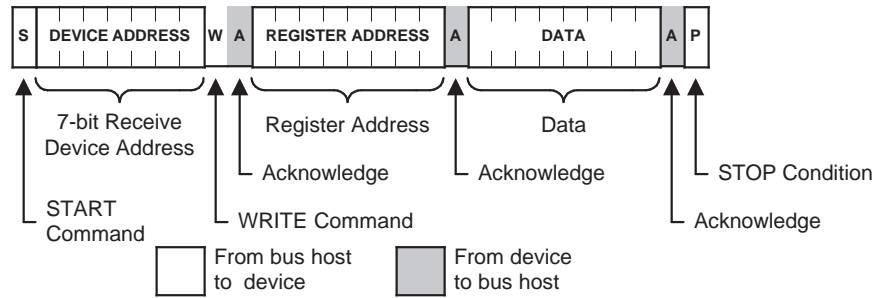 S DEVICE ADDRESS W A REGISTER ADDRESS A DATA A P
7-bit Receive
Device Address
Register Address
Data
Acknowledge
Acknowledge
STOP Condition
START
Command
WRITE Command
Acknowledge
From bus host
to device
From device
to bus host